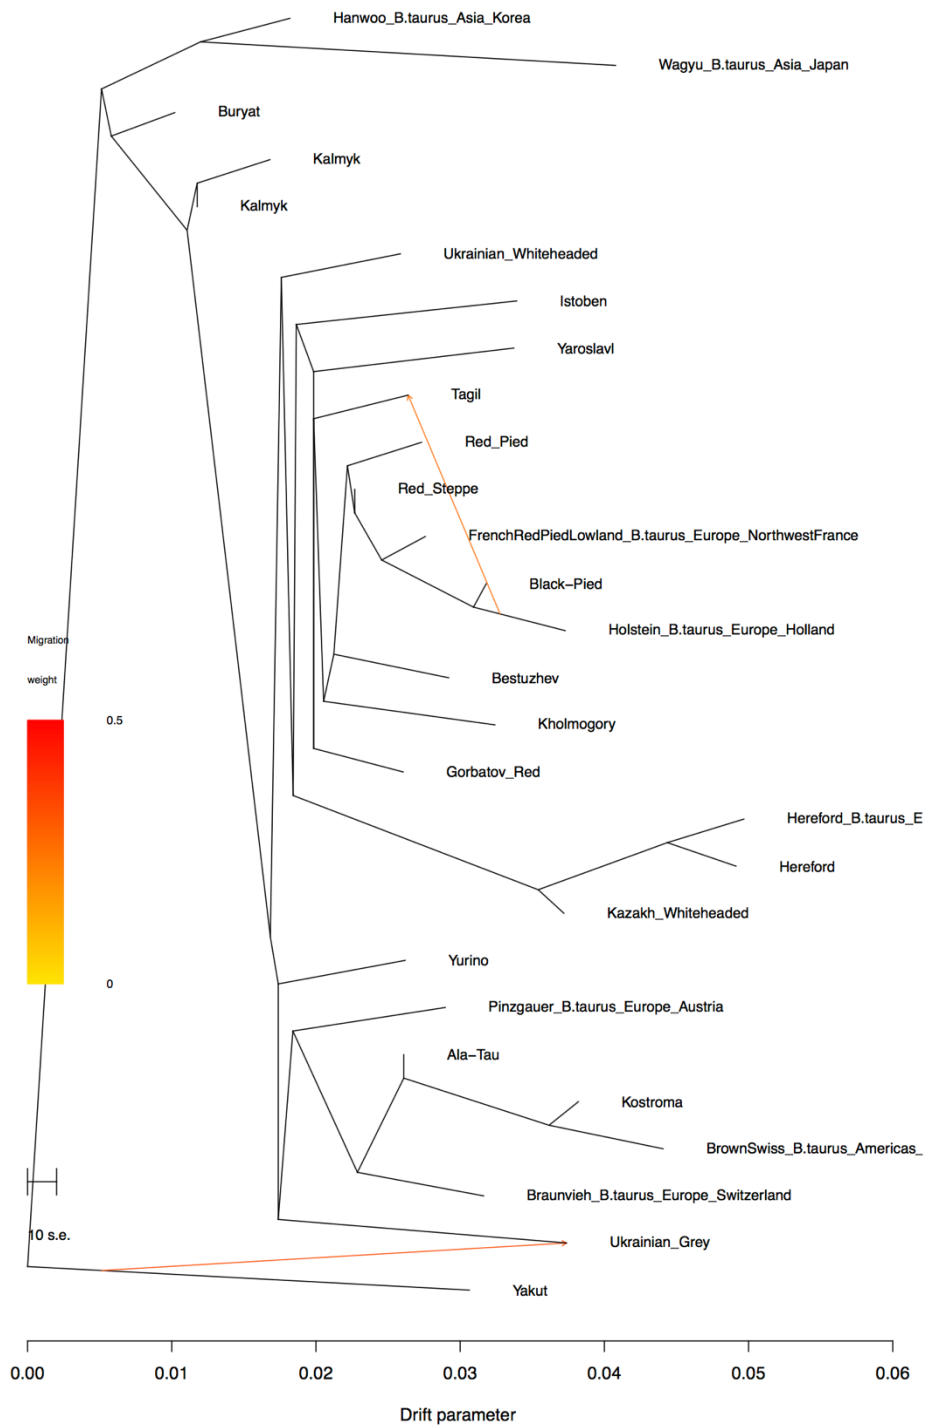 Hanwoo_B.taurus_Asia_Korea
Wagyu_B.taurus_Asia_Japan
Buryat
Kalmyk
Kalmyk
Ukrainian_Whiteheaded
Istoben
Yaroslavl
Tagil
Red_Pied
Red_Steppe
FrenchRedPiedLowland_B.taurus_Europe_NorthwestFrance
Black-Pied
Holstein_B.taurus_Europe_Holland
Migration
weight
Bestuzhev
0.5
Kholmogory
Gorbatov_Red
Hereford_B.taurus_E
Hereford
Kazakh_Whiteheaded
Yurino
0
Pinzgauer_B.taurus_Europe_Austria
Ala-Tau
Kostroma
BrownSwiss_B.taurus_Americas_
Braunvieh_B.taurus_Europe_Switzerland
10 s.e.
Ukrainian_Grey
Yakut
0.00 0.01 0.02 0.03 0.04 0.05 0.06
Drift parameter